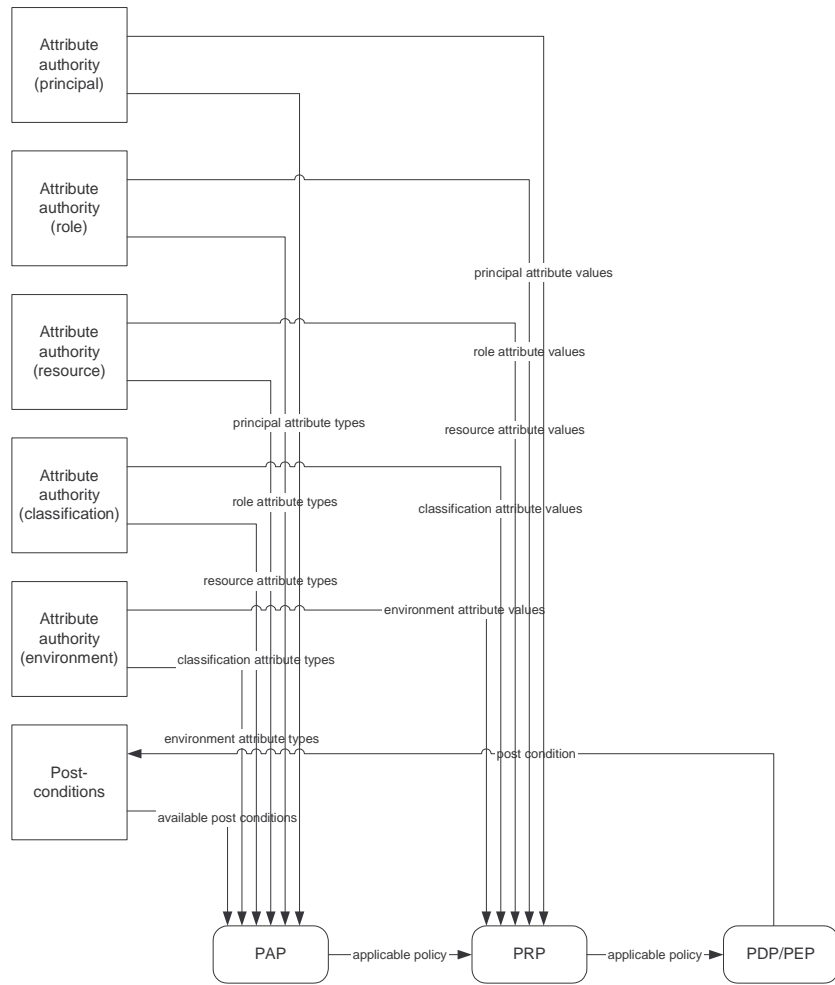 Attribute
authority
(principal)
Attribute
authority
(role)
principal attribute values
Attribute
authority
(resource)
role attribute values
principal attribute types
resource attribute values
Attribute
authority
(classification)
role attribute types
classification attribute values
resource attribute types
Attribute
authority
(environment)
environment attribute values
classification attribute types
environment attribute types
post condition
Post-
conditions
available post conditions
PAP
applicable policy
PRP
applicable policy
PDP/PEP